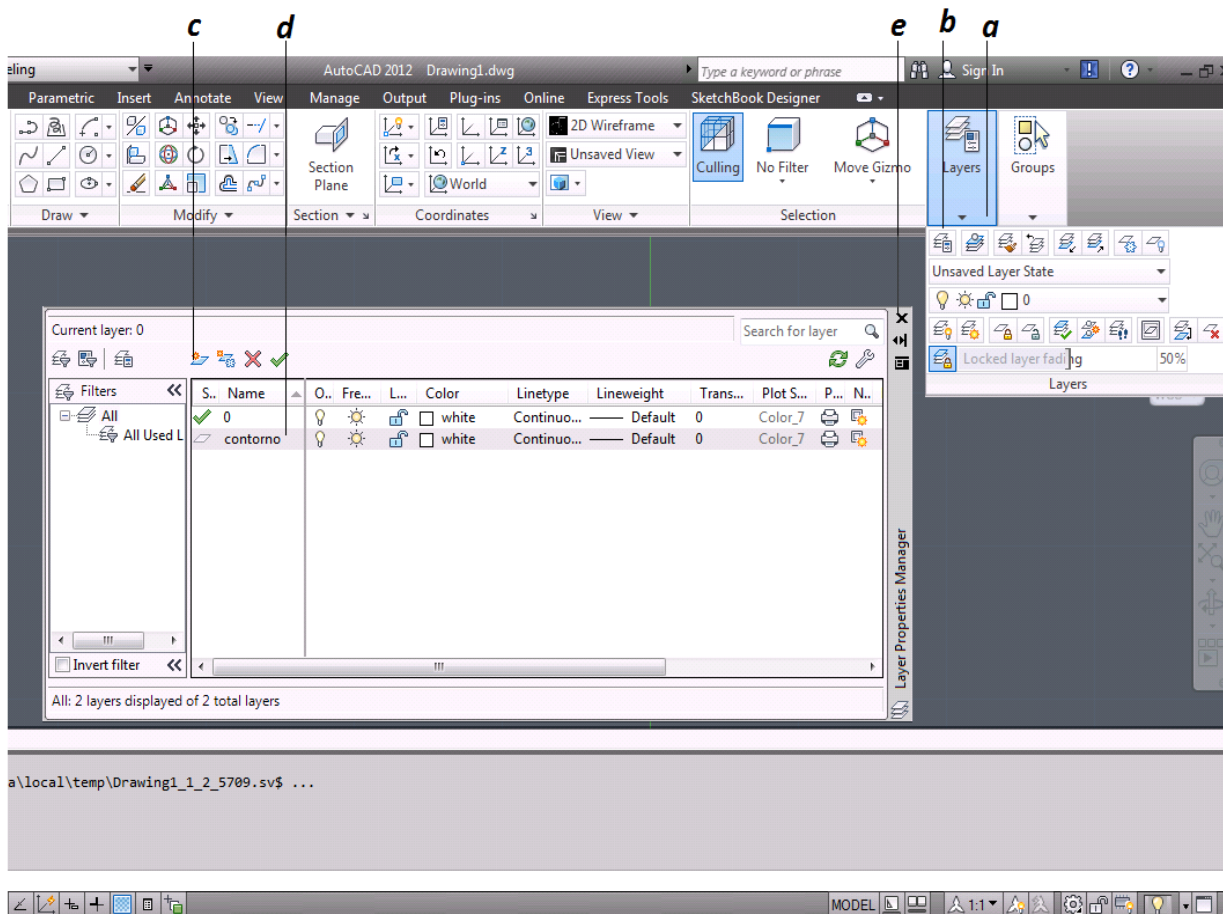 c d e b a
eling AutoCAD 2012 Drawing1.dwg Type a keyword or phrase Sign In
Parametric Insert Annotate View Manage Output Plug-ins Online Express Tools SketchBook Designer
2D Wireframe
Unsaved View
Section Plane
World
Culling No Filter Move Gizmo Layers Groups
Draw Modify Section Coordinates View Selection
Unsaved Layer State
0
Locked layer fading 50%
Layers
Current layer: 0 Search for layer
Filters S.. Name O.. Fre... L... Color Linetype Lineweight Trans... Plot S... P... N..
All 0 white Continuo... Default 0 Color_7
All Used L contorno white Continuo... Default 0 Color_7
Invert filter
All: 2 layers displayed of 2 total layers
Layer Properties Manager
a\local\temp\Drawing1_1_2_5709.sv$ ...
MODEL 1:1